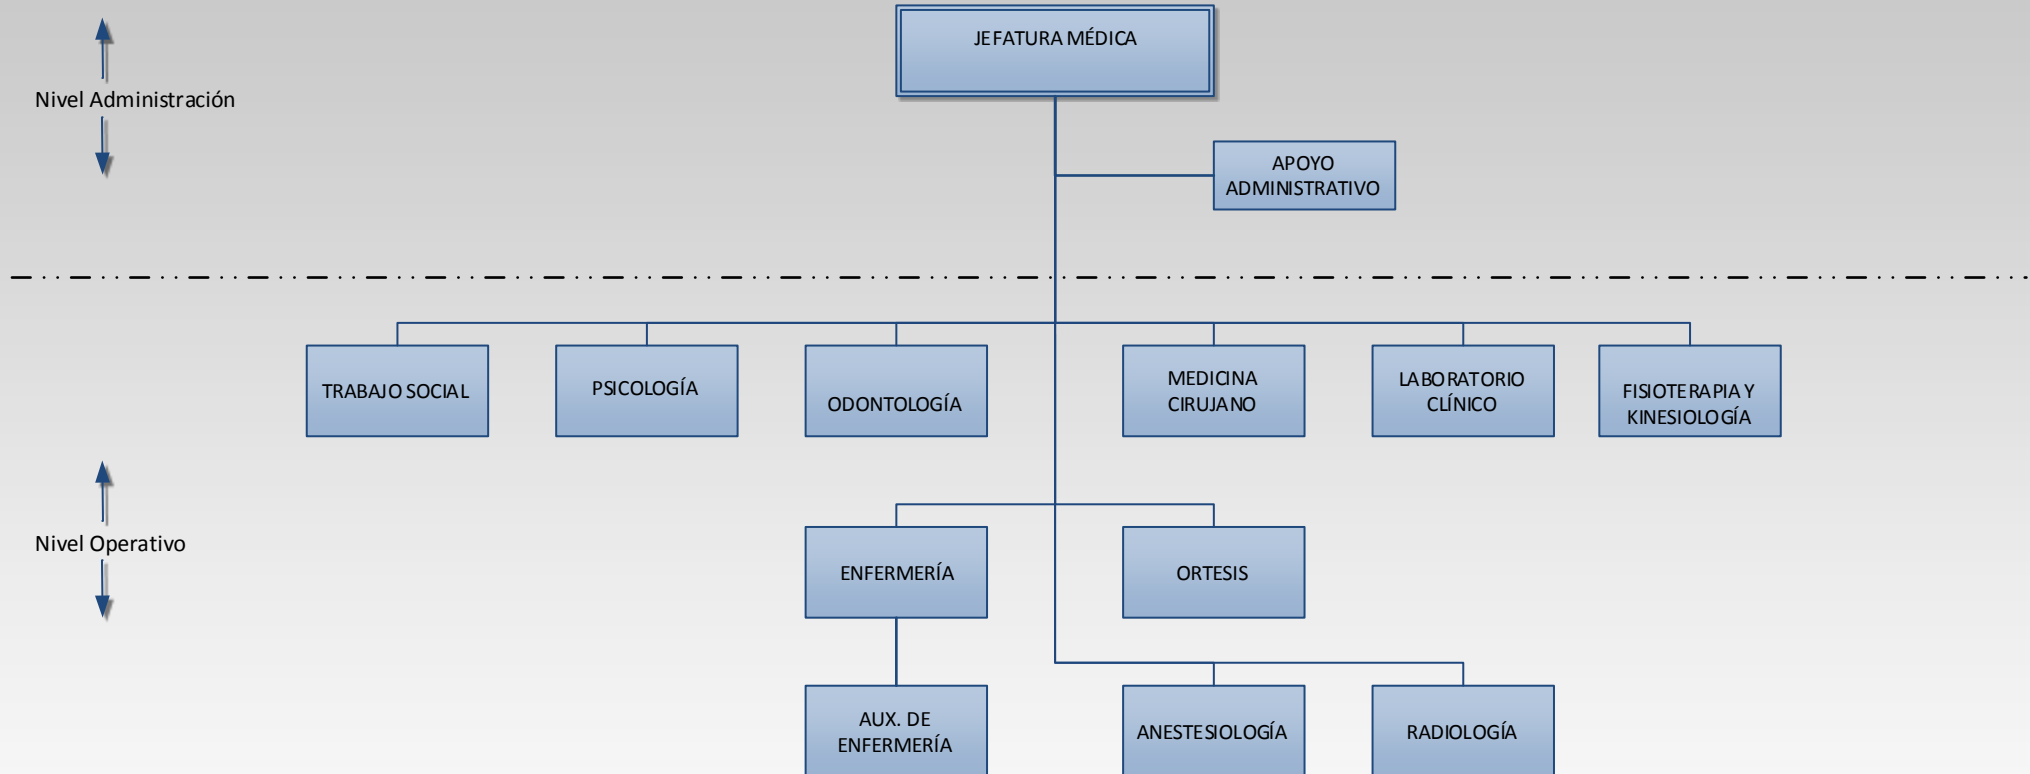 JEFATURA MÉDICA
Nivel Administración
APOYO
ADMINISTRATIVO
TRABAJO SOCIAL
PSICOLOGÍA
ODONTOLOGÍA
MEDICINA
CIRUJANO
LABORATORIO
CLÍNICO
FISIOTERAPIA Y
KINESIOLOGÍA
Nivel Operativo
ENFERMERÍA
ORTESIS
AUX. DE
ENFERMERÍA
ANESTESIOLOGÍA
RADIOLOGÍA